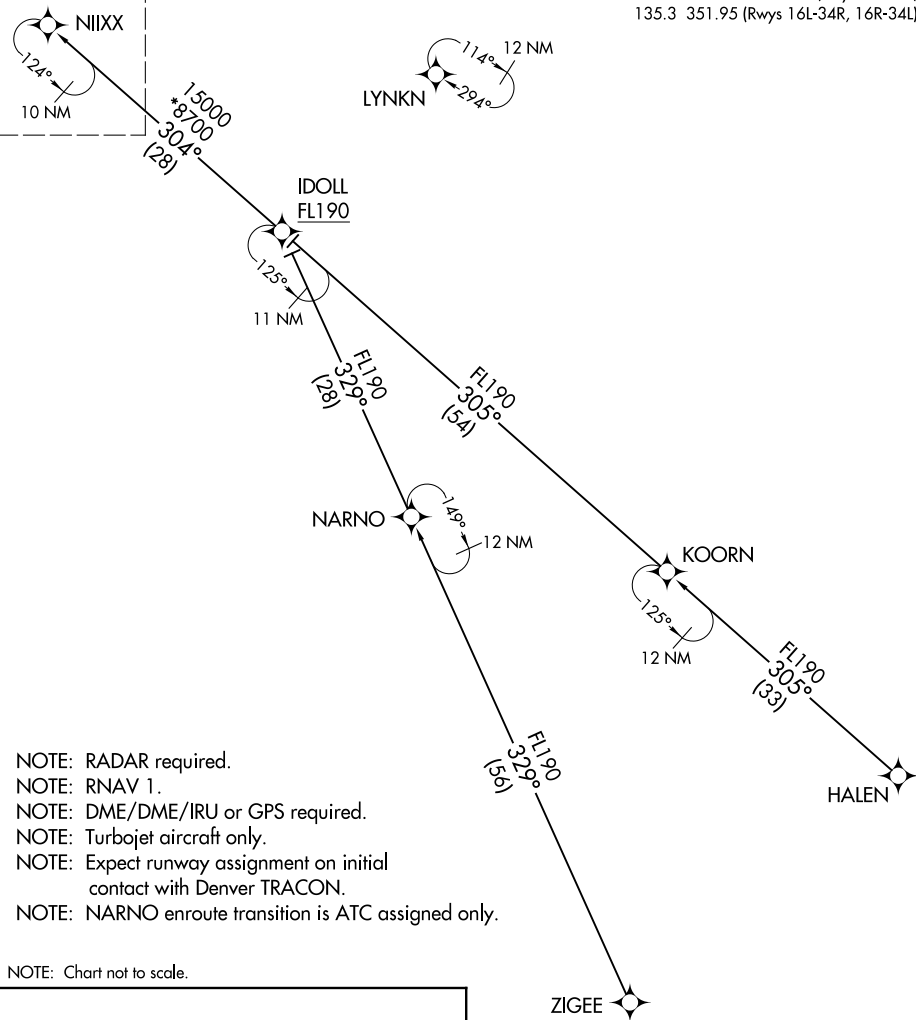 135.3 351.95 (Rwys 16L-34R, 16R-34L)
NIIXX
124°
10 NM
114°
12 NM
294°
LYNKN
15000
*8700
304°
(28)
IDOLL
FL190
125°
11 NM
FL190
329°
(28)
FL190
305°
(54)
NARNO
149°
12 NM
KOORN
125°
12 NM
FL190
305°
(33)
HALEN
FL190
329°
(56)
NOTE: RADAR required.
NOTE: RNAV 1.
NOTE: DME/DME/IRU or GPS required.
NOTE: Turbojet aircraft only.
NOTE: Expect runway assignment on initial
contact with Denver TRACON.
NOTE: NARNO enroute transition is ATC assigned only.
NOTE: Chart not to scale.
ZIGEE